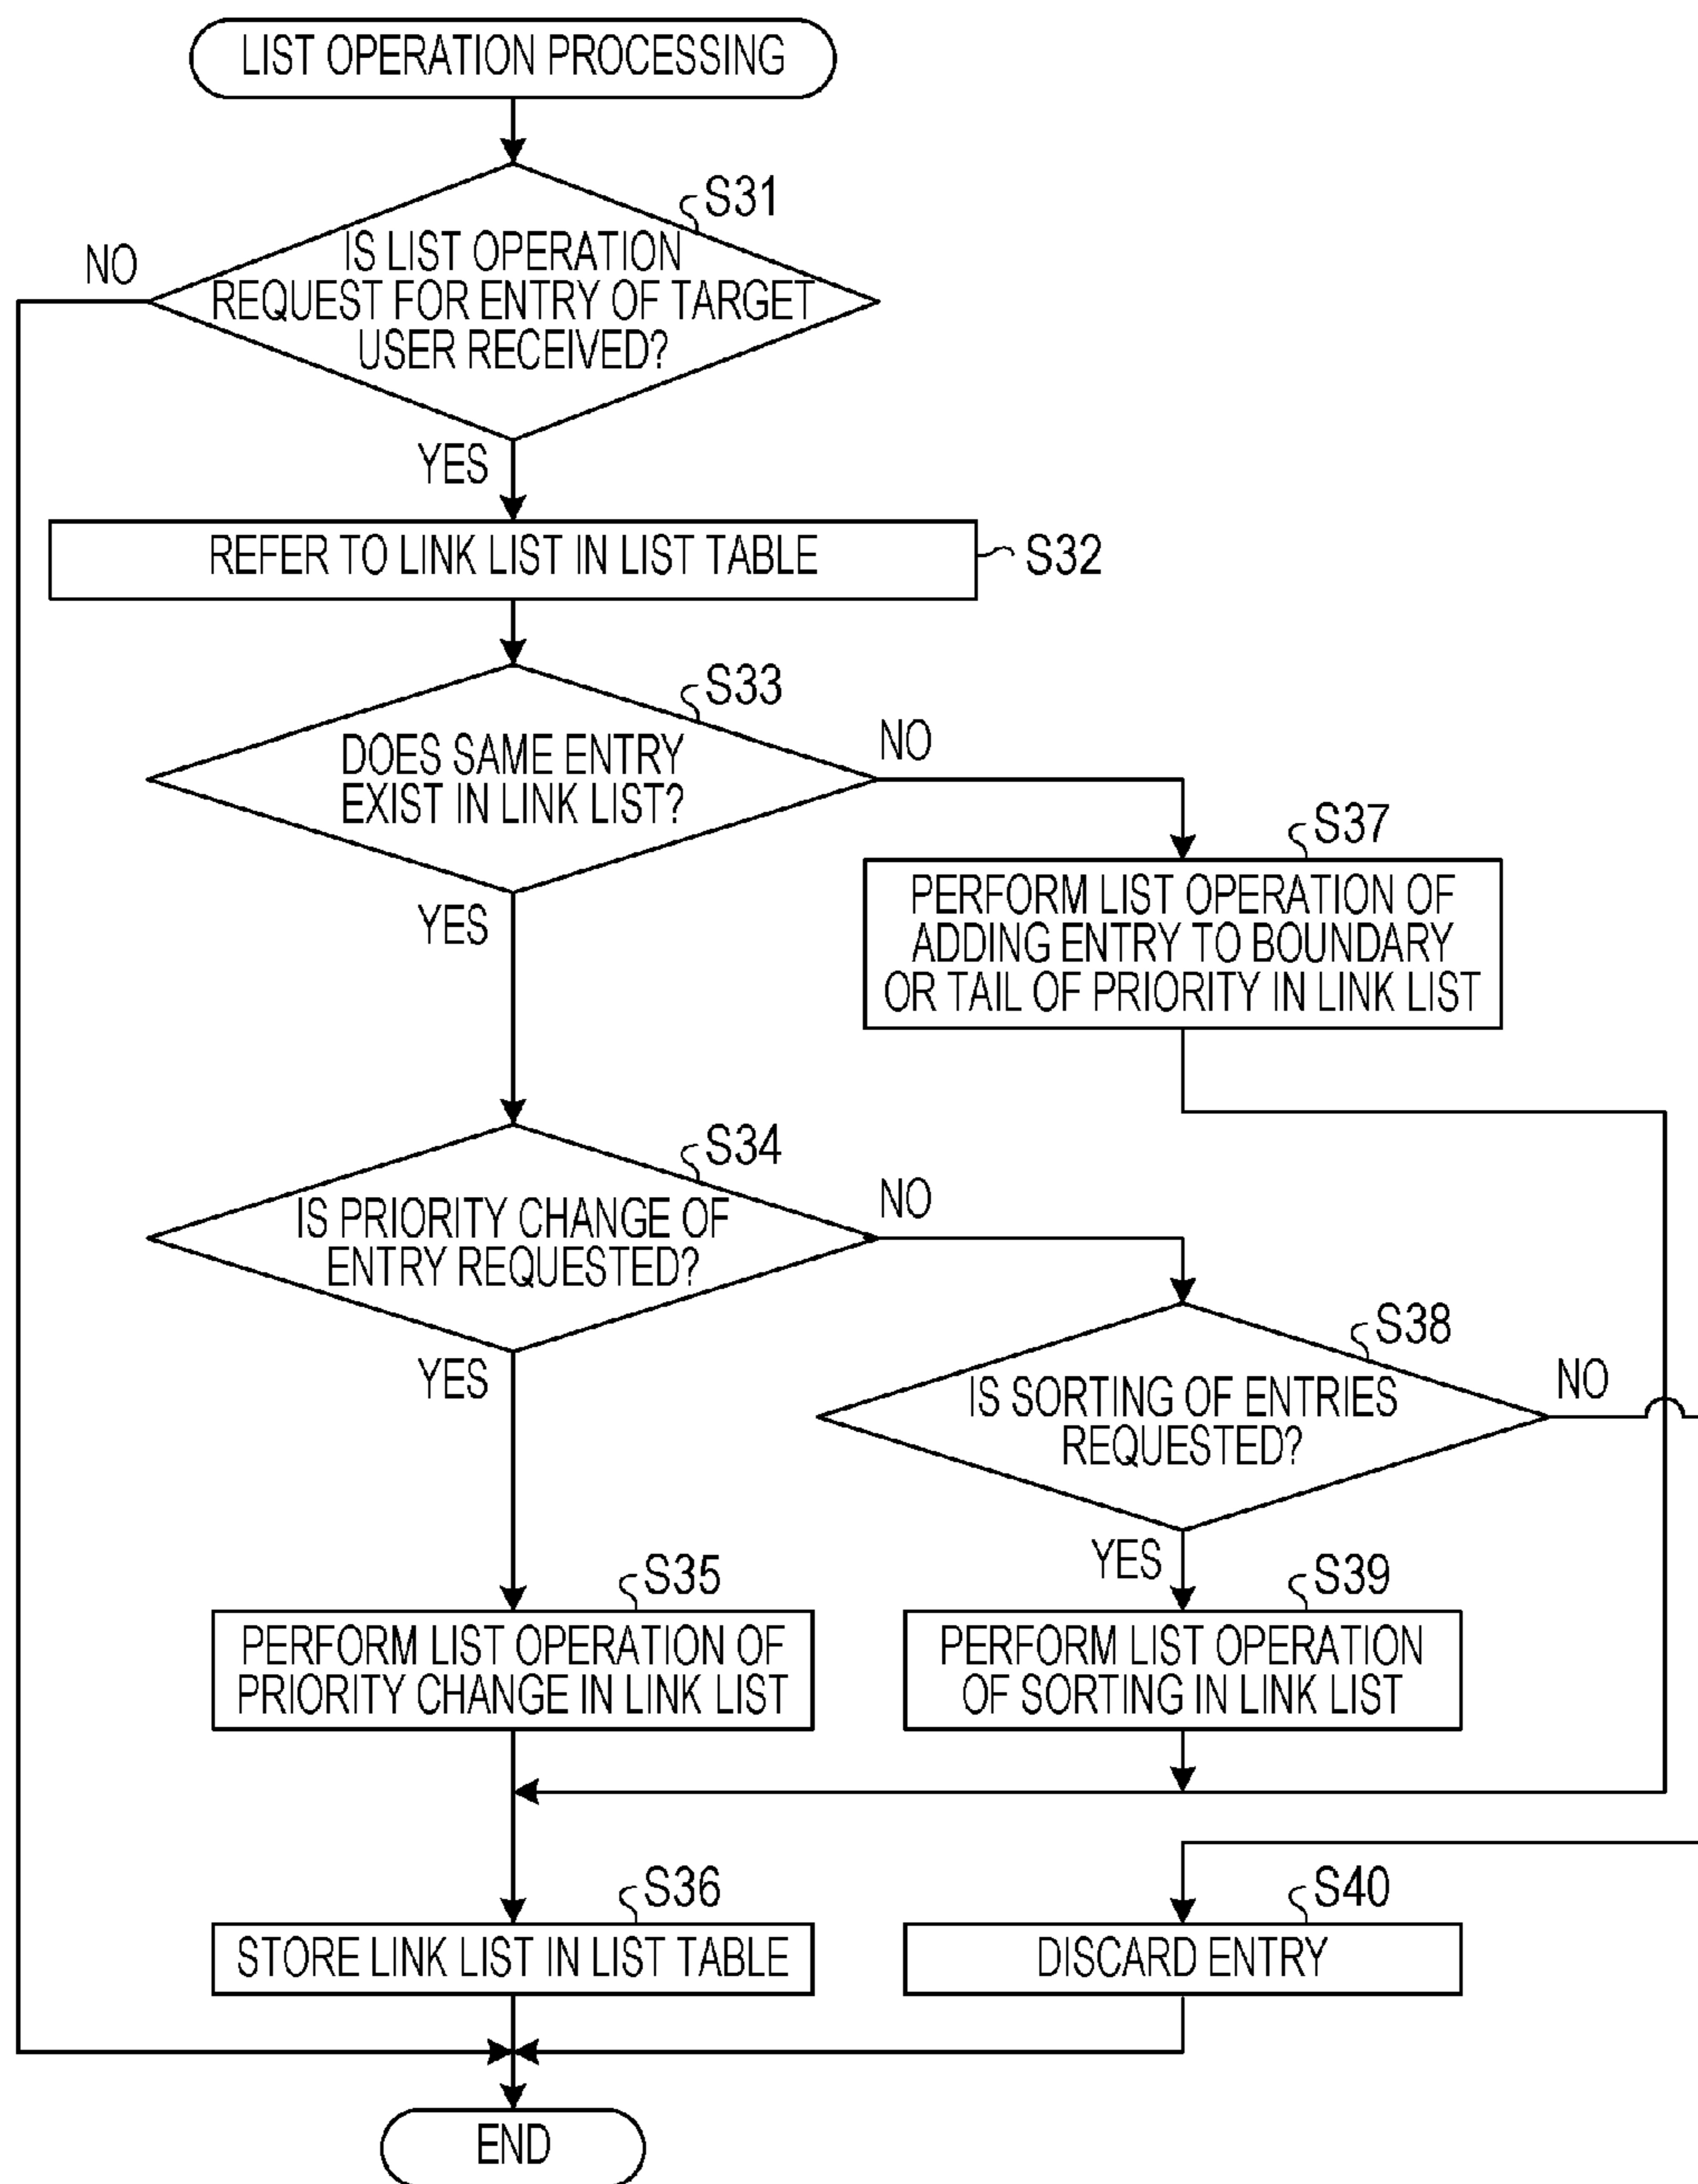 LIST OPERATION PROCESSING
S31
NO
IS LIST OPERATION
REQUEST FOR ENTRY OF TARGET
USER RECEIVED?
YES
REFER TO LINK LIST IN LIST TABLE
S32
S33
DOES SAME ENTRY
EXIST IN LINK LIST?
NO
YES
S37
PERFORM LIST OPERATION OF
ADDING ENTRY TO BOUNDARY
OR TAIL OF PRIORITY IN LINK LIST
S34
IS PRIORITY CHANGE OF
ENTRY REQUESTED?
NO
YES
S38
IS SORTING OF ENTRIES
REQUESTED?
NO
YES
S35
PERFORM LIST OPERATION OF
PRIORITY CHANGE IN LINK LIST
S39
PERFORM LIST OPERATION
OF SORTING IN LINK LIST
S36
STORE LINK LIST IN LIST TABLE
S40
DISCARD ENTRY
END